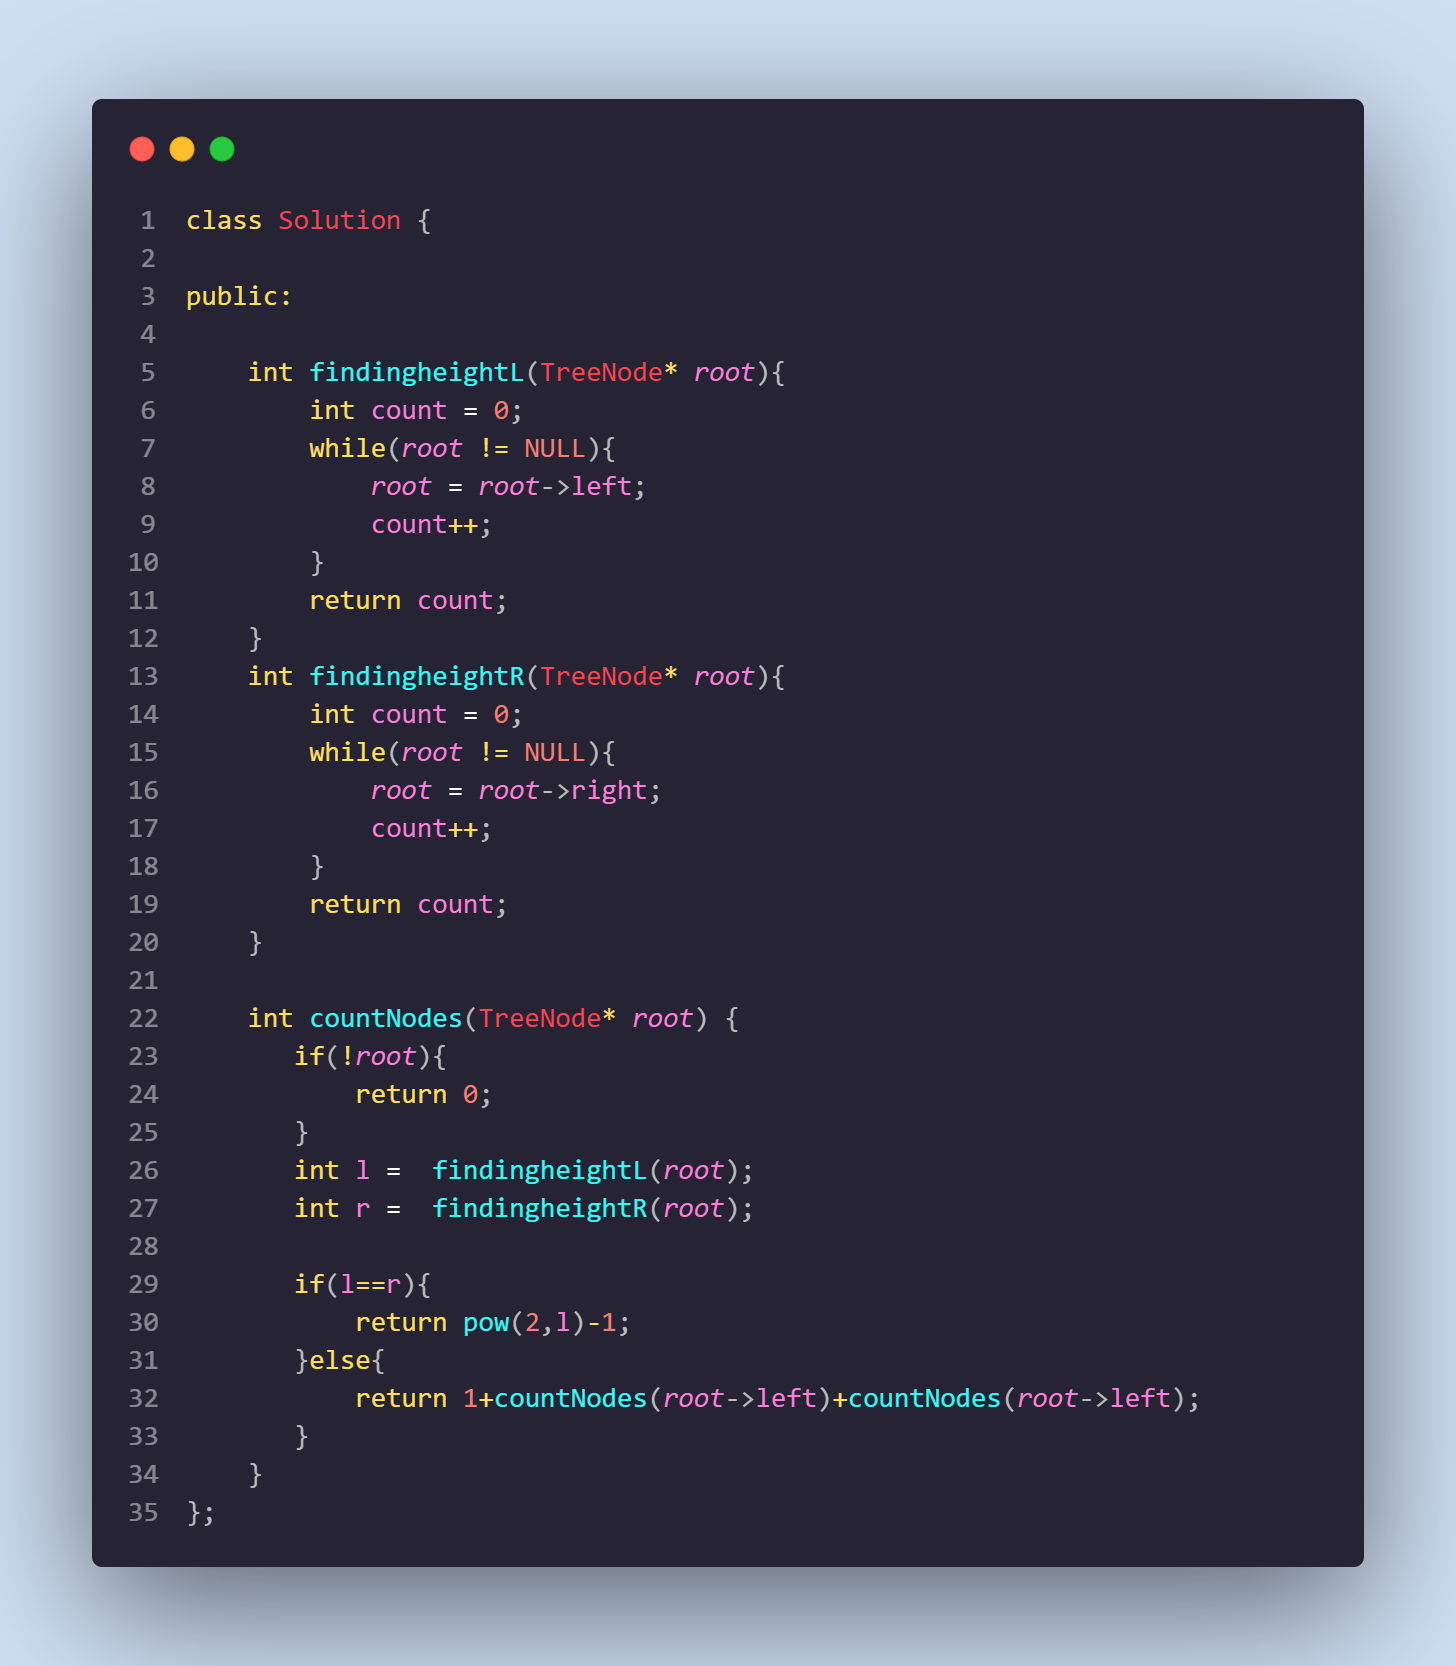 1 class Solution {
2
3 public:
4
5     int findingheightL(TreeNode* root){
6         int count = 0;
7         while(root != NULL){
8             root = root->left;
9             count++;
10         }
11         return count;
12     }
13     int findingheightR(TreeNode* root){
14         int count = 0;
15         while(root != NULL){
16             root = root->right;
17             count++;
18         }
19         return count;
20     }
21
22     int countNodes(TreeNode* root) {
23        if(!root){
24            return 0;
25        }
26        int l =  findingheightL(root);
27        int r =  findingheightR(root);
28
29        if(l==r){
30            return pow(2,l)-1;
31        }else{
32            return 1+countNodes(root->left)+countNodes(root->left);
33        }
34     }
35 };